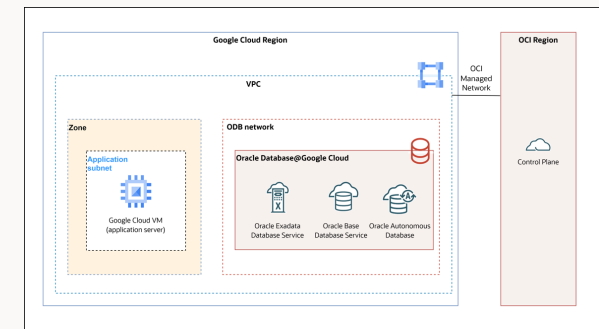 Google Cloud Region
OCI Region
VPC
OCI
Managed
Network
Zone
ODB network
Application
subnet
Oracle Database@Google Cloud
Control Plane
Google Cloud VM
(application server)
X
Oracle Exadata
Database Service
Oracle Base
Database Service
A
Oracle Autonomous
Database